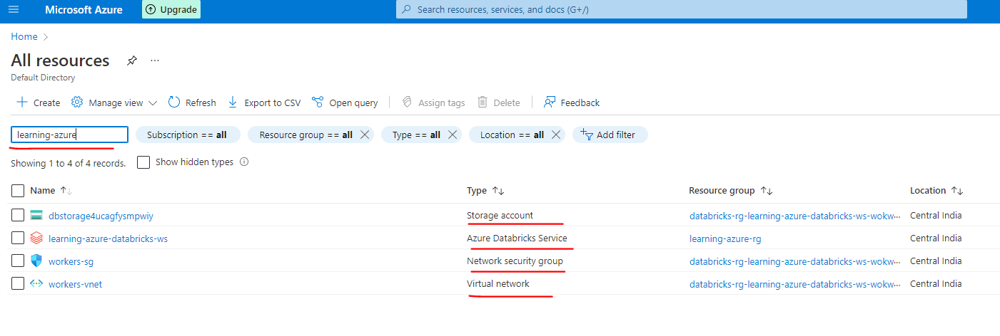 Microsoft Azure Upgrade Search resources, services, and docs (G+/)
Home
All resources
Default Directory
Create Manage view Refresh Export to CSV Open query Assign tags Delete Feedback
learning-azure Subscription == all Resource group == all Type == all Location == all Add filter
Showing 1 to 4 of 4 records. Show hidden types
Name Type Resource group Location
dbstorage4ucagfysmpwiy Storage account databricks-rg-learning-azure-databricks-ws-wokw... Central India
learning-azure-databricks-ws Azure Databricks Service learning-azure-rg Central India
workers-sg Network security group databricks-rg-learning-azure-databricks-ws-wokw... Central India
workers-vnet Virtual network databricks-rg-learning-azure-databricks-ws-wokw... Central India